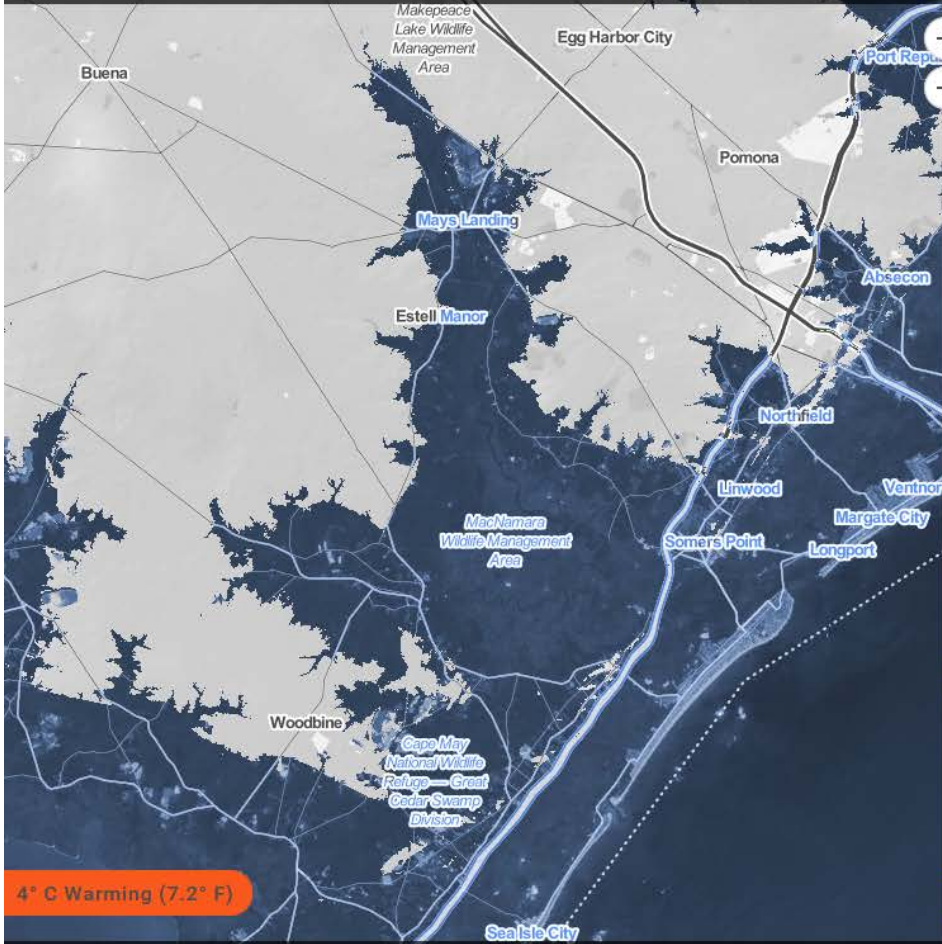 Makepeace
Lake Wildlife
Management
Area
Egg Harbor City
Port Repu
Buena
Pomona
Mays Landing
Absecon
Estell Manor
Northfield
Linwood
Ventnor
Margate City
MacNamara
Wildlife Management
Area
Somers Point
Longport
Woodbine
Cape May
National Wildlife
Refuge — Great
Cedar Swamp
Division
4° C Warming (7.2° F)
Sea Isle City